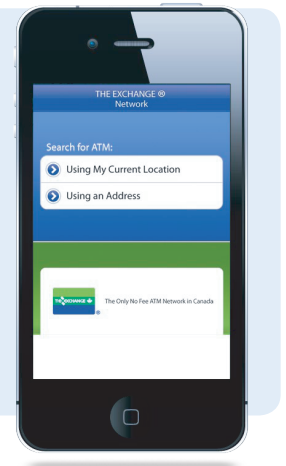 THE EXCHANGE ®
Network
Search for ATM:
Using My Current Location
Using an Address
THE EXCHANGE ®
The Only No Fee ATM Network in Canada